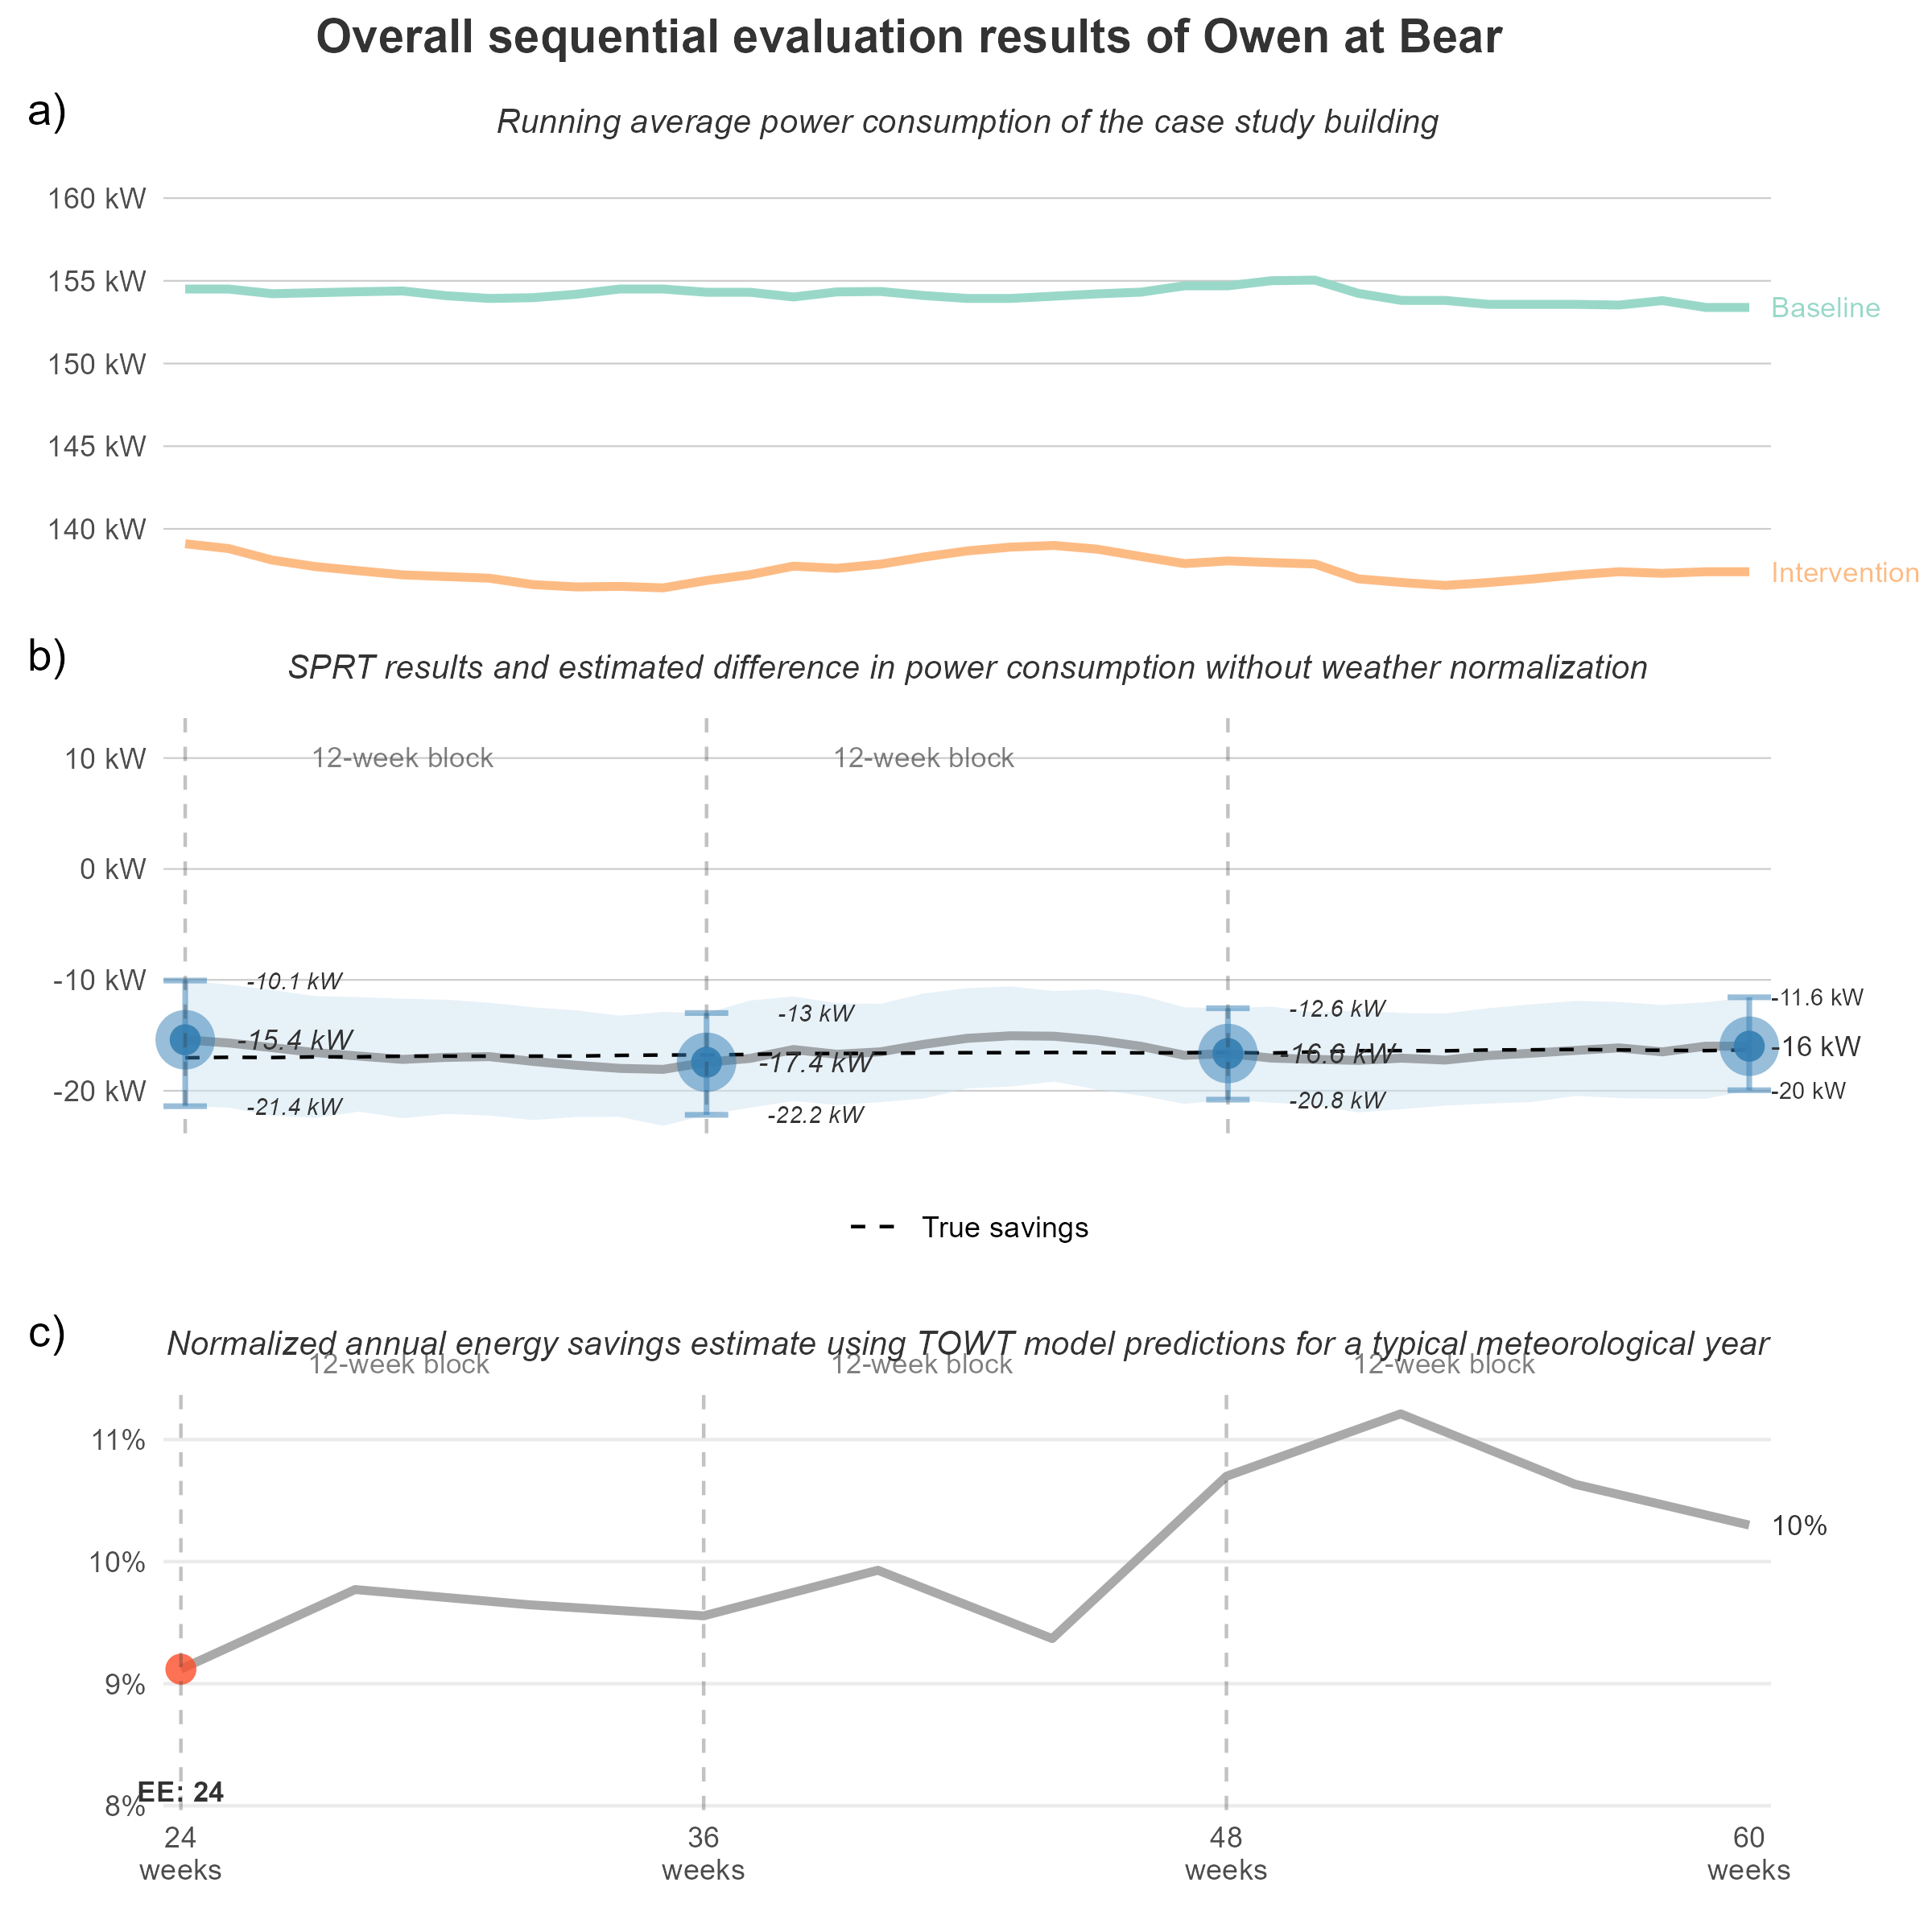 Overall sequential evaluation results of Owen at Bear
a)
Running average power consumption of the case study building
160 kW
155 kW
150 kW
145 kW
140 kW
Baseline
Intervention
b)
SPRT results and estimated difference in power consumption without weather normalization
12-week block
12-week block
10 kW
0 kW
-10 kW
-20 kW
-10.1 kW
-15.4 kW
-21.4 kW
-13 kW
-17.4 kW
-22.2 kW
-12.6 kW
-16.6 kW
-20.8 kW
-11.6 kW
-16 kW
-20 kW
True savings
c)
Normalized annual energy savings estimate using TOWT model predictions for a typical meteorological year
12-week block
12-week block
12-week block
11%
10%
9%
8%
10%
EE: 24
24
weeks
36
weeks
48
weeks
60
weeks